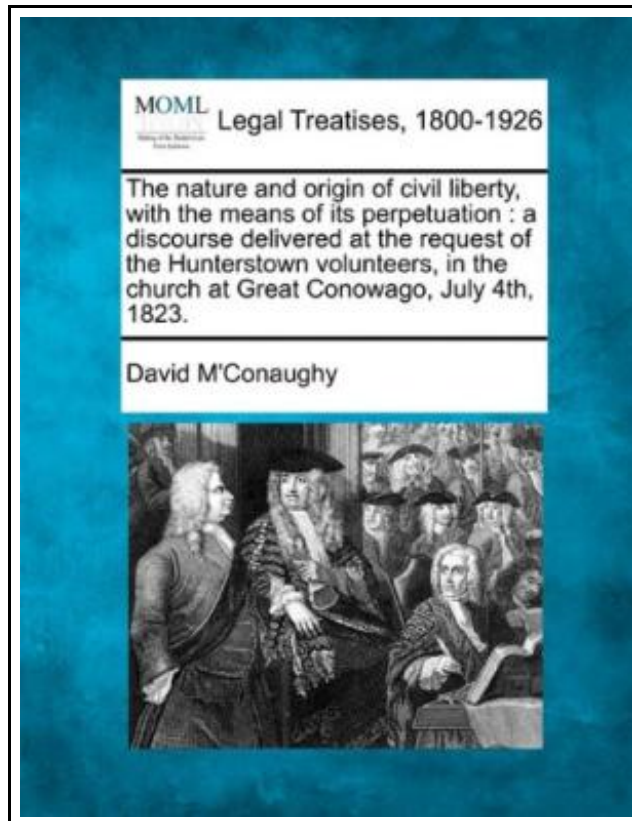 MOML
Legal Treatises, 1800-1926
The nature and origin of civil liberty,
with the means of its perpetuation : a
discourse delivered at the request of
the Hunterstown volunteers, in the
church at Great Conowago, July 4th,
1823.
David M'Conaughy